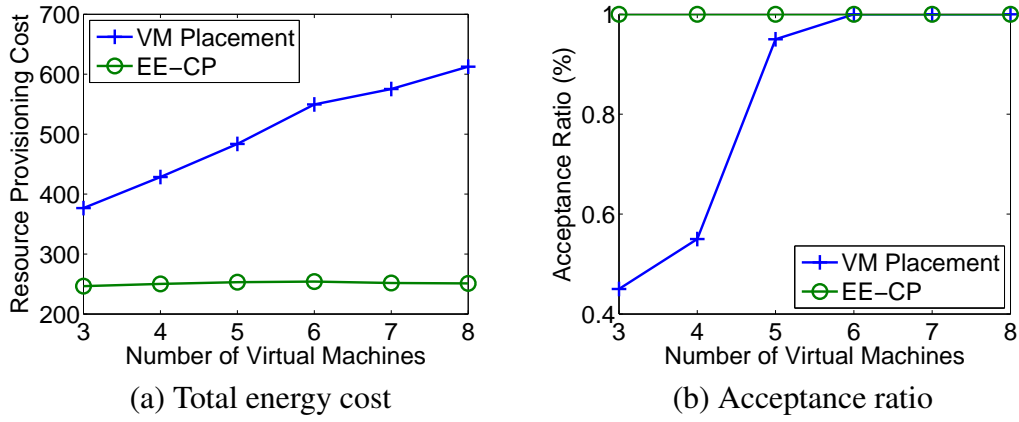 700
600
500
400
300
200
3
4
5
6
7
8
Resource Provisioning Cost
Number of Virtual Machines
VM Placement
EE−CP
(a) Total energy cost
1
0.8
0.6
0.4
3
4
5
6
7
8
Acceptance Ratio (%)
Number of Virtual Machines
VM Placement
EE−CP
(b) Acceptance ratio